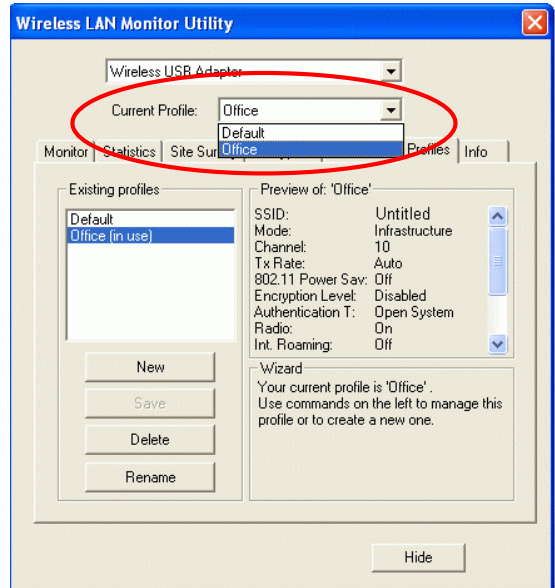 Wireless LAN Monitor Utility
Wireless USB Adapter
Current Profile: Office
Default
Office
Monitor Statistics Site Profiles Info
Existing profiles
Default
Office (in use)
New
Save
Delete
Rename
Preview of: 'Office'
SSID: Untitled
Mode: Infrastructure
Channel: 10
Tx Rate: Auto
802.11 Power Sav: Off
Encryption Level: Disabled
Authentication T: Open System
Radio: On
Int. Roaming: Off
Wizard
Your current profile is 'Office' .
Use commands on the left to manage this
profile or to create a new one.
Hide